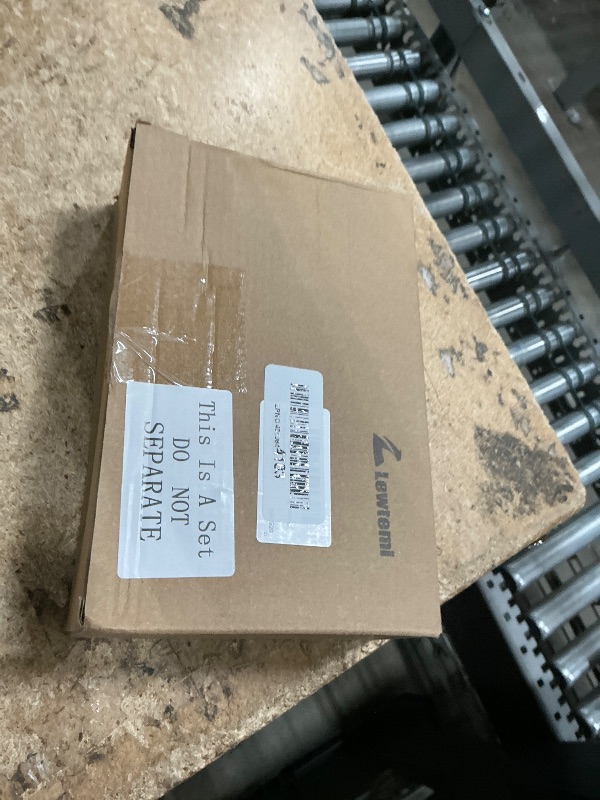 Lewtemi
This Is A Set
DO NOT
SEPARATE